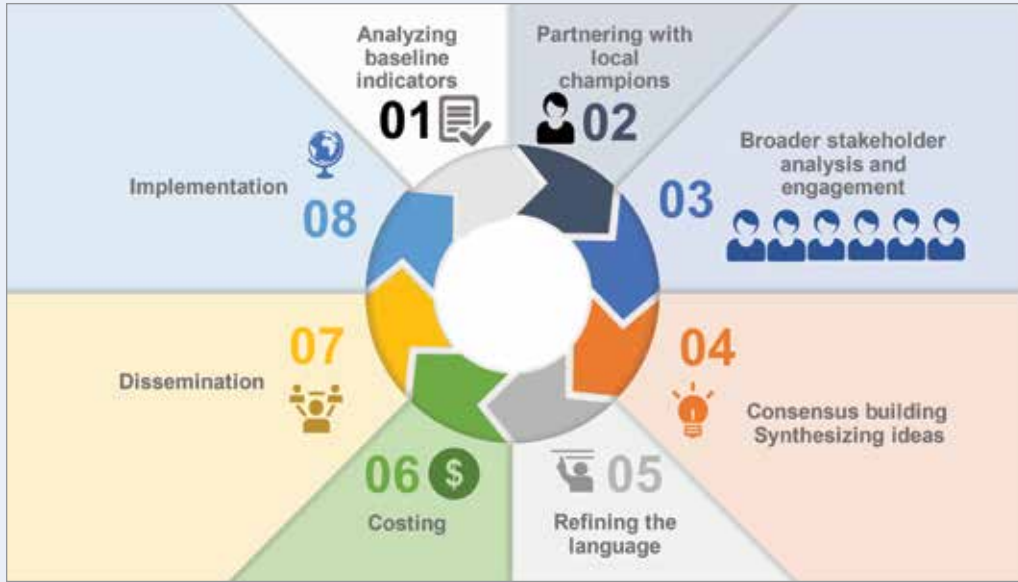 Analyzing
baseline
indicators
01
Partnering with
local
champions
02
Broader stakeholder
analysis and
engagement
03
04
Consensus building
Synthesizing ideas
05
Refining the
language
06 $
Costing
07
Dissemination
Implementation
08